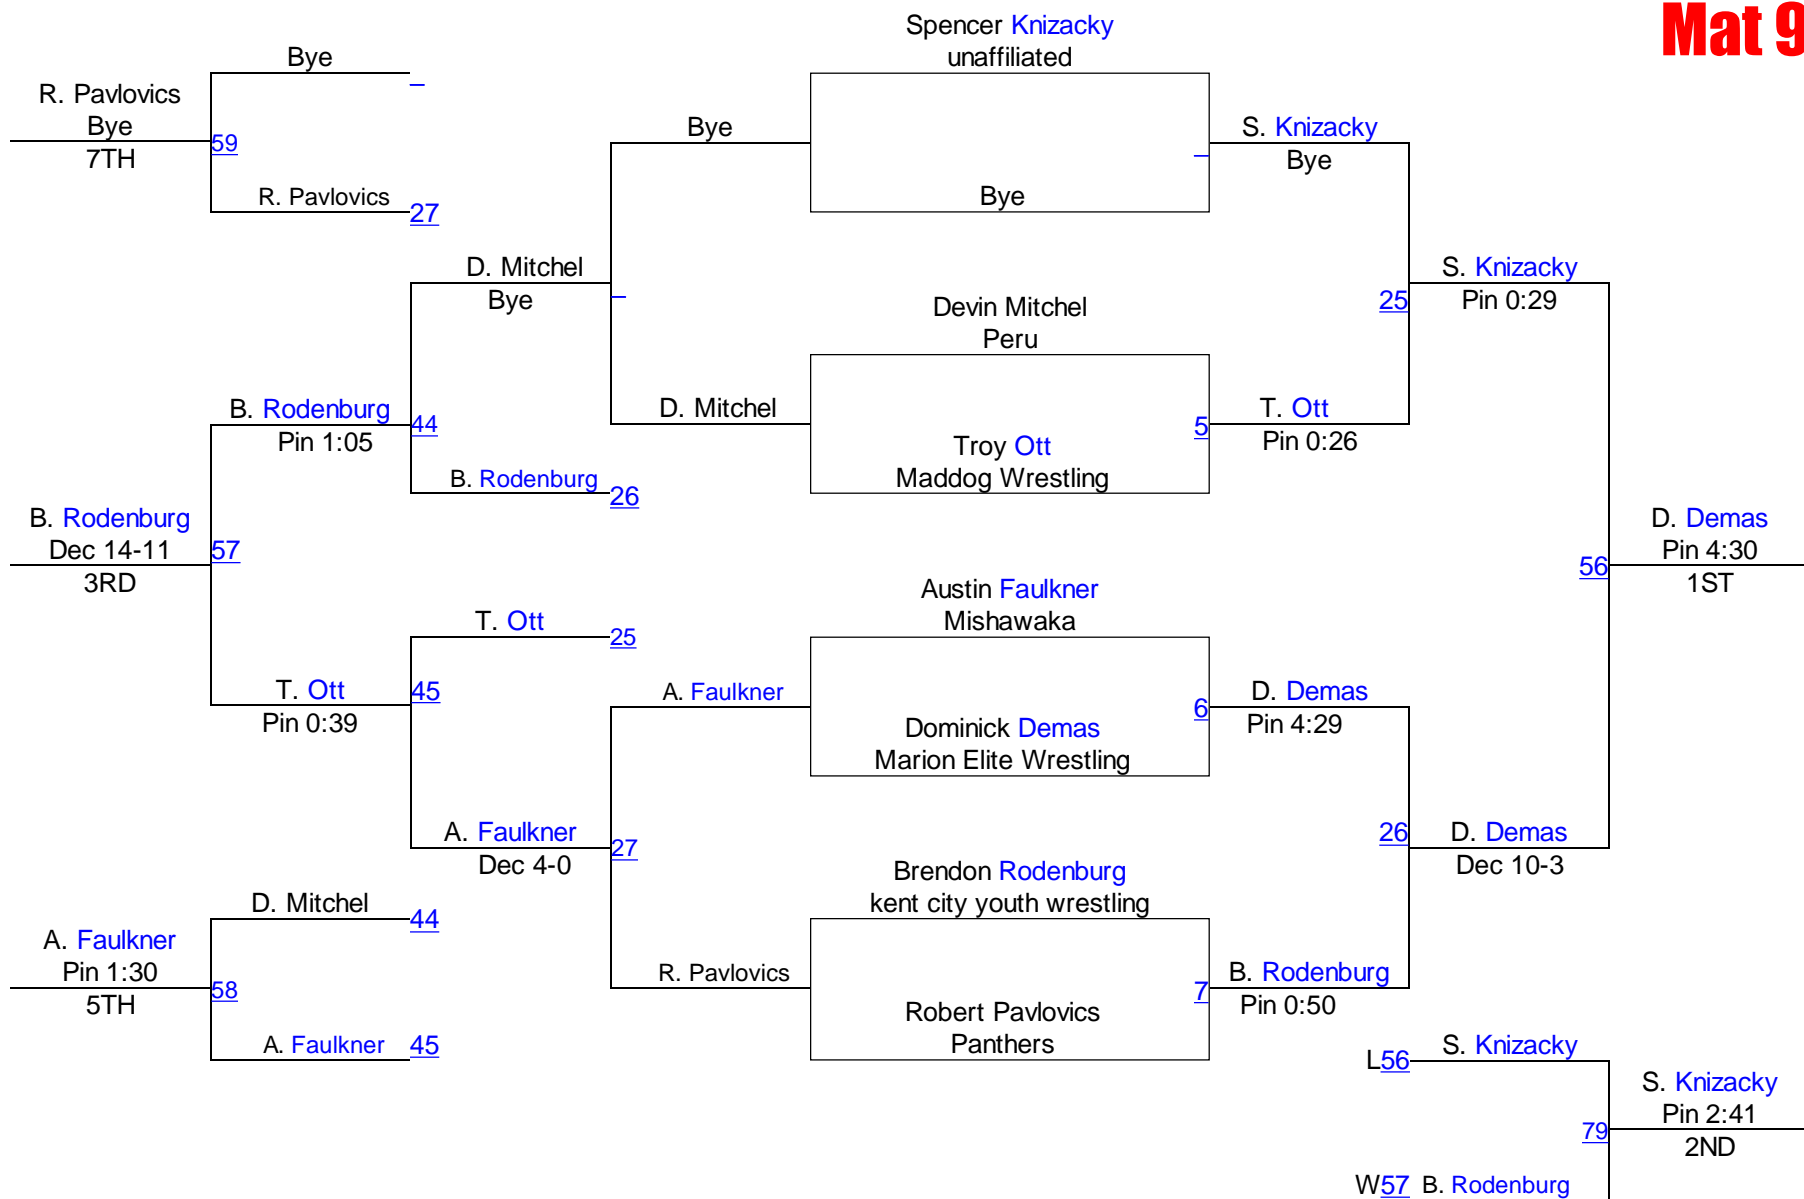 Mat 9
Spencer Knizacky
unaffiliated
Bye
R. Pavlovics
Bye
7TH
59
R. Pavlovics
27
Bye
S. Knizacky
Bye
Bye
D. Mitchel
Bye
S. Knizacky
Pin 0:29
25
Devin Mitchel
Peru
B. Rodenburg
Pin 1:05
44
D. Mitchel
T. Ott
Pin 0:26
5
Troy Ott
Maddog Wrestling
B. Rodenburg
26
B. Rodenburg
Dec 14-11
3RD
57
D. Demas
Pin 4:30
1ST
56
Austin Faulkner
Mishawaka
T. Ott
25
T. Ott
Pin 0:39
45
A. Faulkner
D. Demas
Pin 4:29
6
Dominick Demas
Marion Elite Wrestling
A. Faulkner
Dec 4-0
27
26
D. Demas
Dec 10-3
Brendon Rodenburg
kent city youth wrestling
D. Mitchel
44
A. Faulkner
Pin 1:30
5TH
58
R. Pavlovics
B. Rodenburg
Pin 0:50
7
Robert Pavlovics
Panthers
A. Faulkner
45
L56
S. Knizacky
S. Knizacky
Pin 2:41
2ND
79
W57
B. Rodenburg